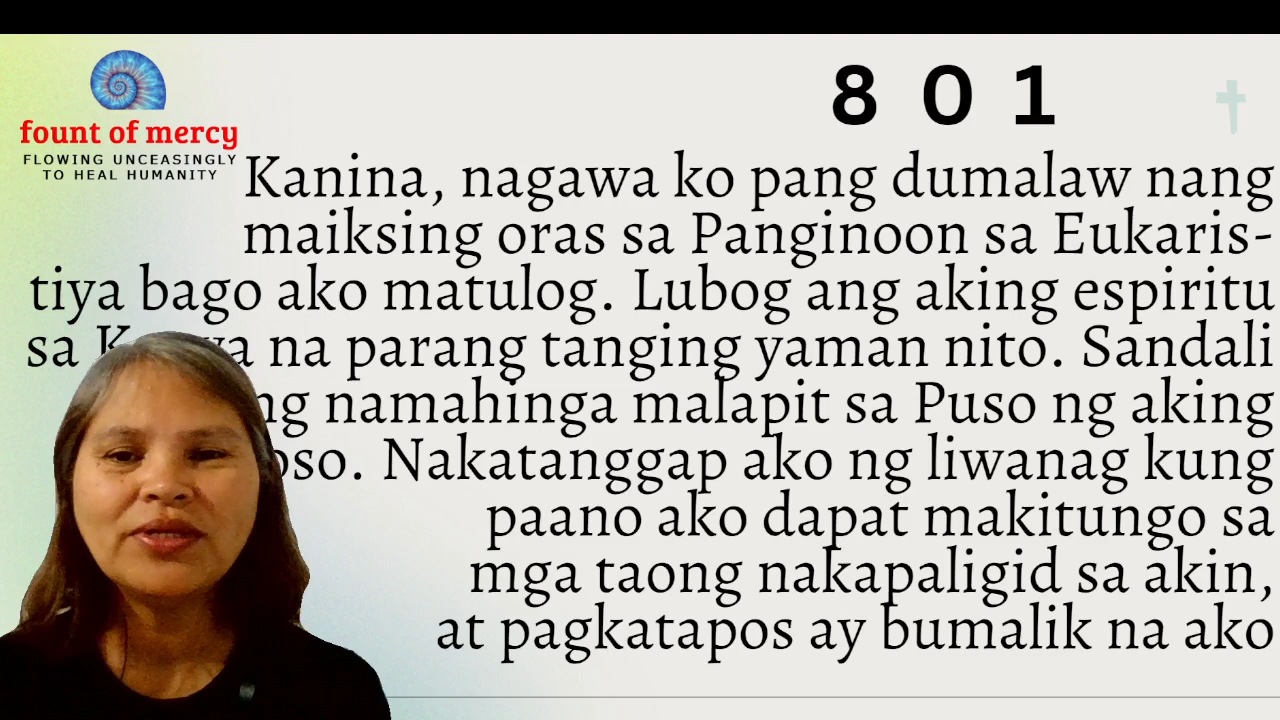 fount of mercy
FLOWING UNCEASINGLY
TO HEAL HUMANITY
8 0 1
Kanina, nagawa ko pang dumalaw nang
maiksing oras sa Panginoon sa Eukaris-
tiya bago ako matulog. Lubog ang aking espiritu
sa na parang tanging yaman nito. Sandali
namahinga malapit sa Puso ng aking
Nakatanggap ako ng liwanag kung
paano ako dapat makitungo sa
mga taong nakapaligid sa akin,
at pagkatapos ay bumalik na ako